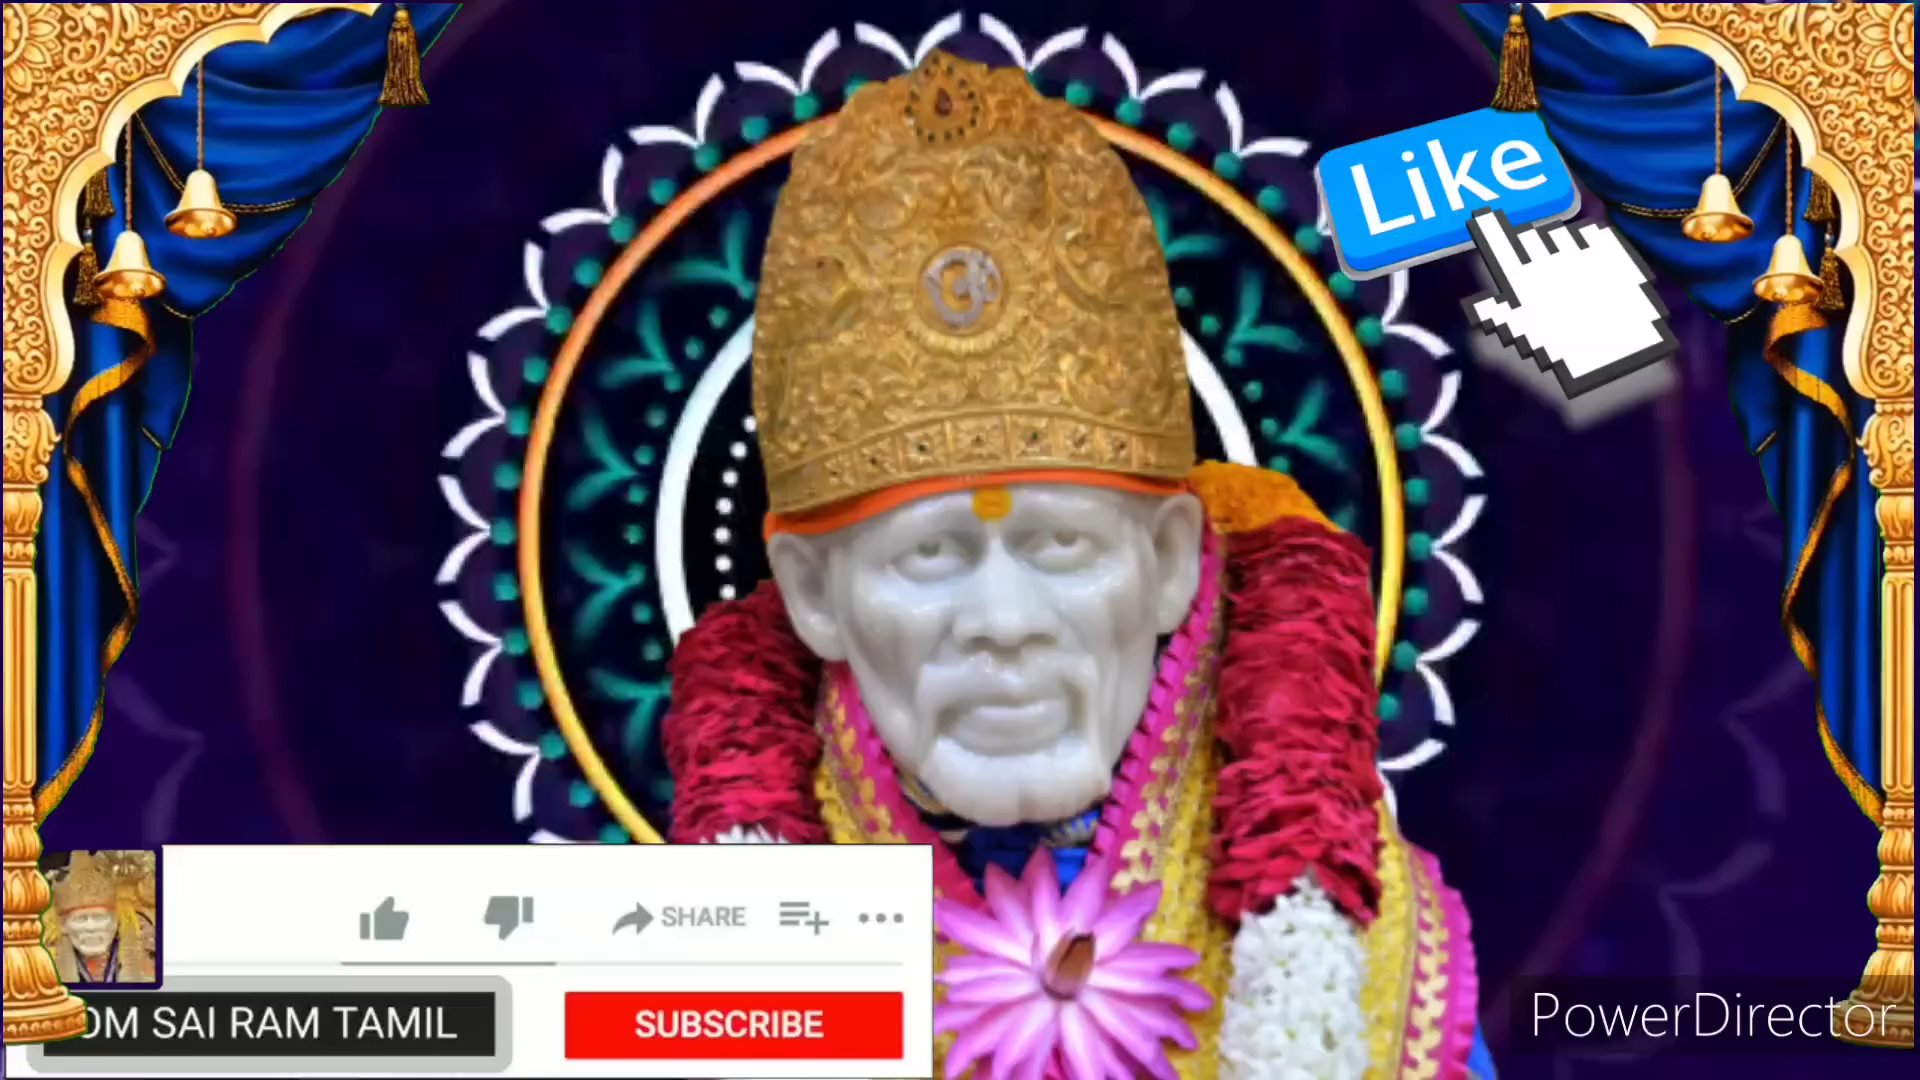 Like
ॐ
SHARE
OM SAI RAM TAMIL
SUBSCRIBE
PowerDirector